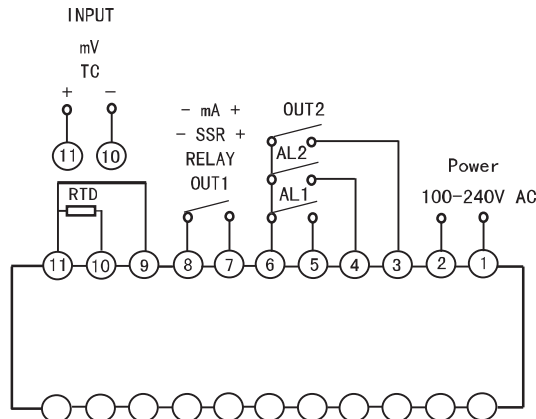 INPUT
mV
TC
+ −
11 10
RTD
− mA +
− SSR +
RELAY
OUT1
OUT2
AL2
AL1
Power
100-240V AC
11 10 9 8 7 6 5 4 3 2 1